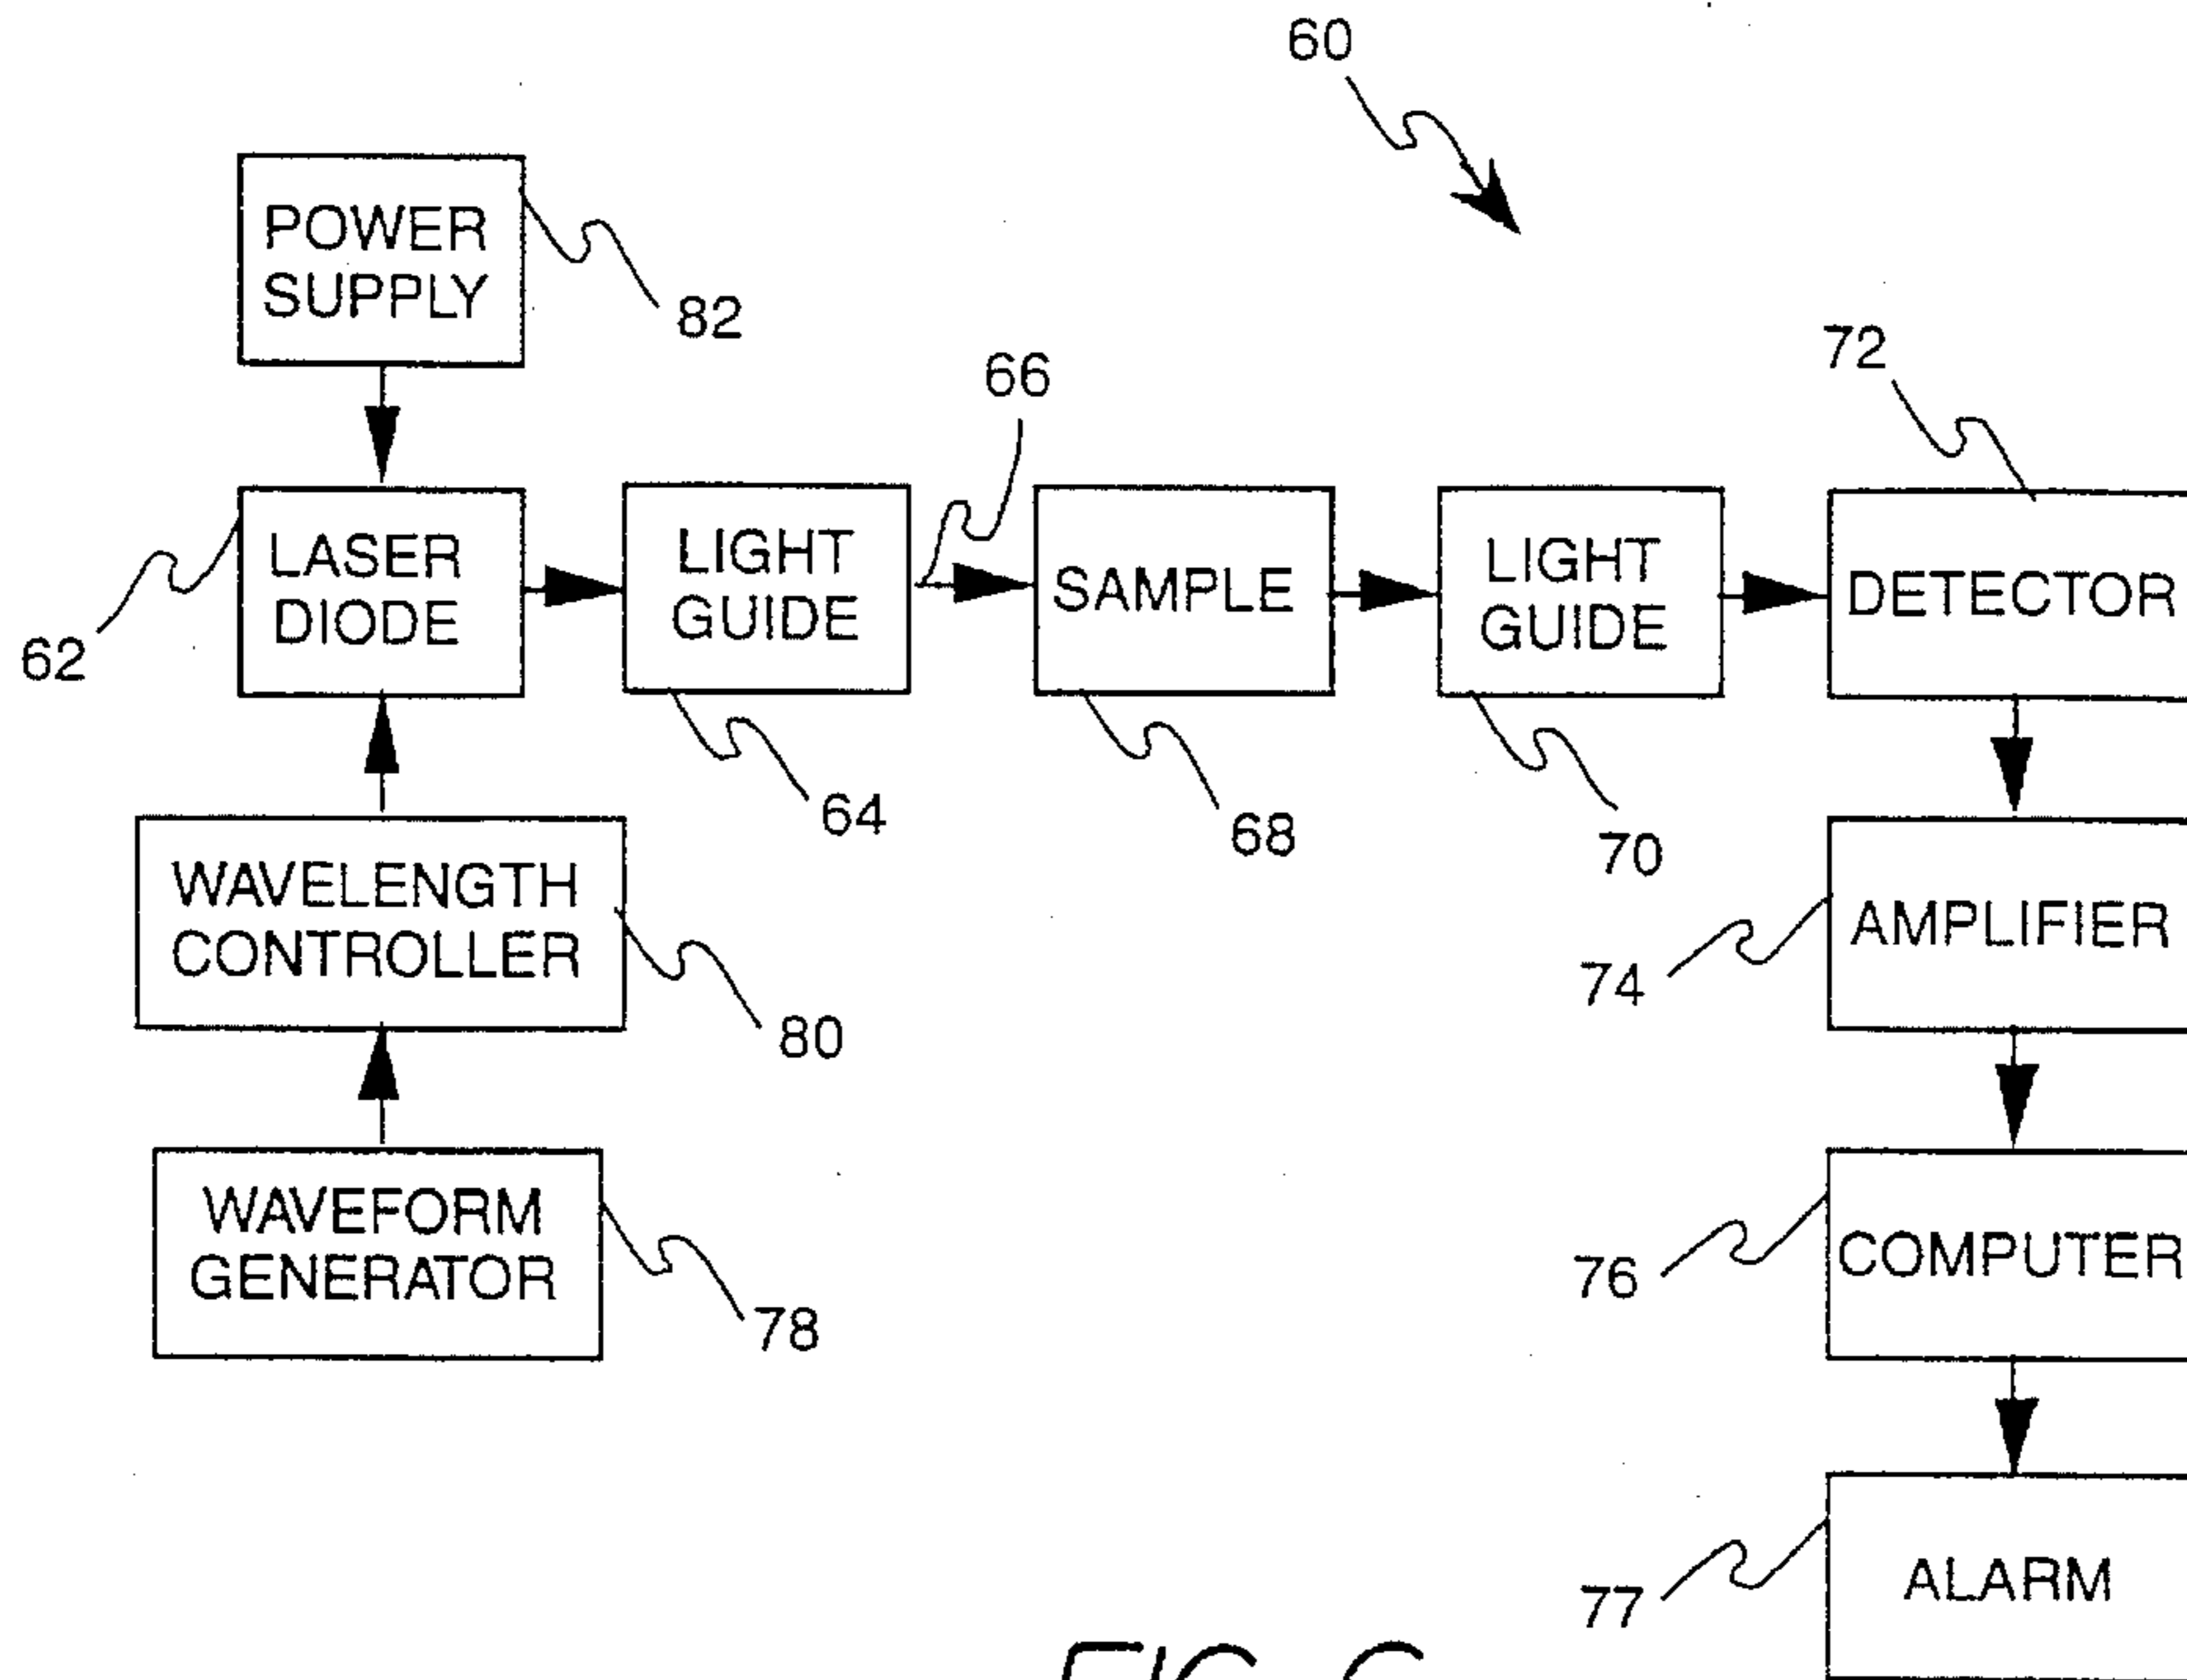 60
POWER
SUPPLY
82
66
72
LASER
DIODE
62
LIGHT
GUIDE
64
SAMPLE
68
LIGHT
GUIDE
70
DETECTOR
WAVELENGTH
CONTROLLER
80
AMPLIFIER
74
WAVEFORM
GENERATOR
78
COMPUTER
76
ALARM
77